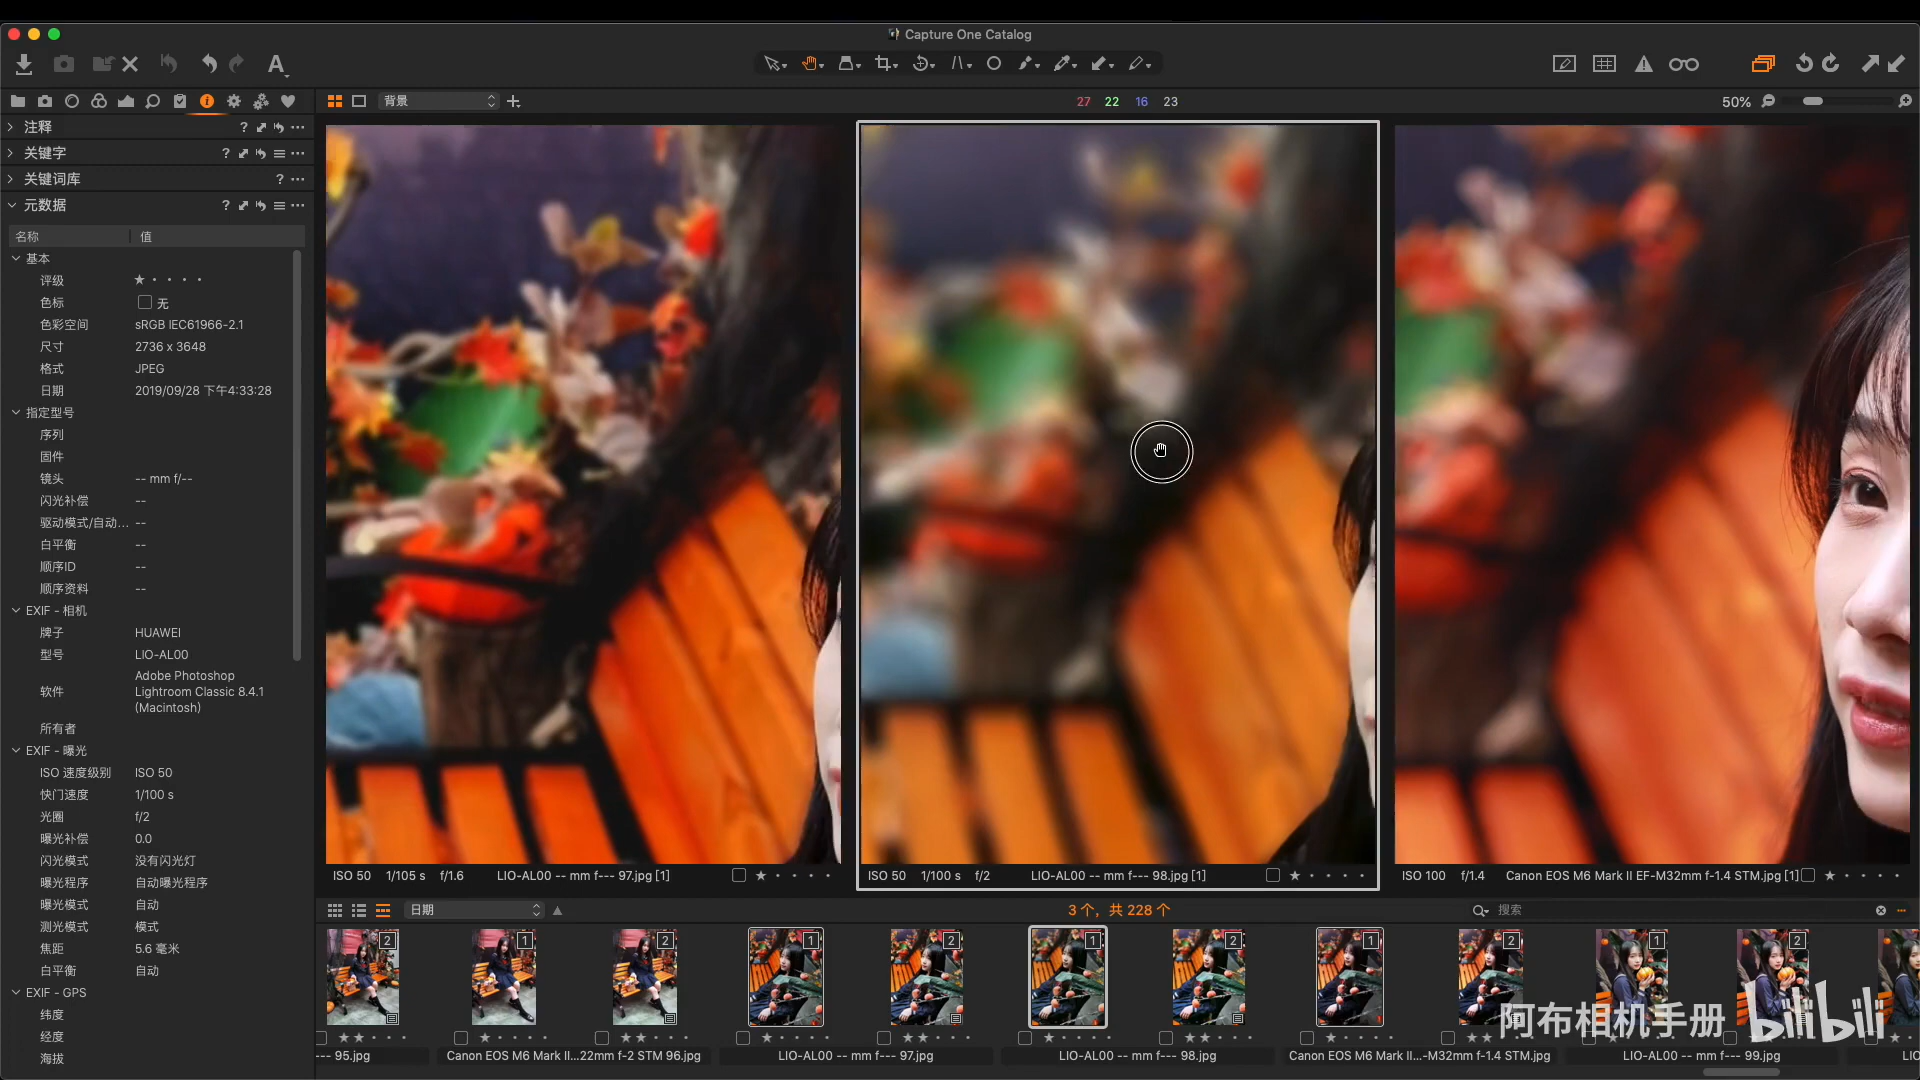 Capture One Catalog
背景
27 22 16 23
50%
注释
关键字
关键词库
元数据
名称 值
基本
评级
色标 无
色彩空间 sRGB IEC61966-2.1
尺寸 2736 x 3648
格式 JPEG
日期 2019/09/28 下午4:33:28
指定型号
序列
固件
镜头 -- mm f/--
闪光补偿 --
驱动模式/自动... --
白平衡 --
顺序ID --
顺序资料 --
EXIF - 相机
牌子 HUAWEI
型号 LIO-AL00
软件 Adobe Photoshop Lightroom Classic 8.4.1 (Macintosh)
所有者
EXIF - 曝光
ISO 速度级别 ISO 50
快门速度 1/100 s
光圈 f/2
曝光补偿 0.0
闪光模式 没有闪光灯
曝光程序 自动曝光程序
曝光模式 自动
测光模式 模式
焦距 5.6 毫米
白平衡 自动
EXIF - GPS
纬度
经度
海拔
ISO 50 1/105 s f/1.6 LIO-AL00 -- mm f--- 97.jpg [1]
ISO 50 1/100 s f/2 LIO-AL00 -- mm f--- 98.jpg [1]
ISO 100 f/1.4 Canon EOS M6 Mark II EF-M32mm f-1.4 STM.jpg [1]
日期
3 个，共 228 个
搜索
2 1 2 1 2 1 2 1 2 1 2
--- 95.jpg
Canon EOS M6 Mark II...22mm f-2 STM 96.jpg
LIO-AL00 -- mm f--- 97.jpg
LIO-AL00 -- mm f--- 98.jpg
Canon EOS M6 Mark II...-M32mm f-1.4 STM.jpg
LIO-AL00 -- mm f--- 99.jpg
阿布相机手册 bilibili